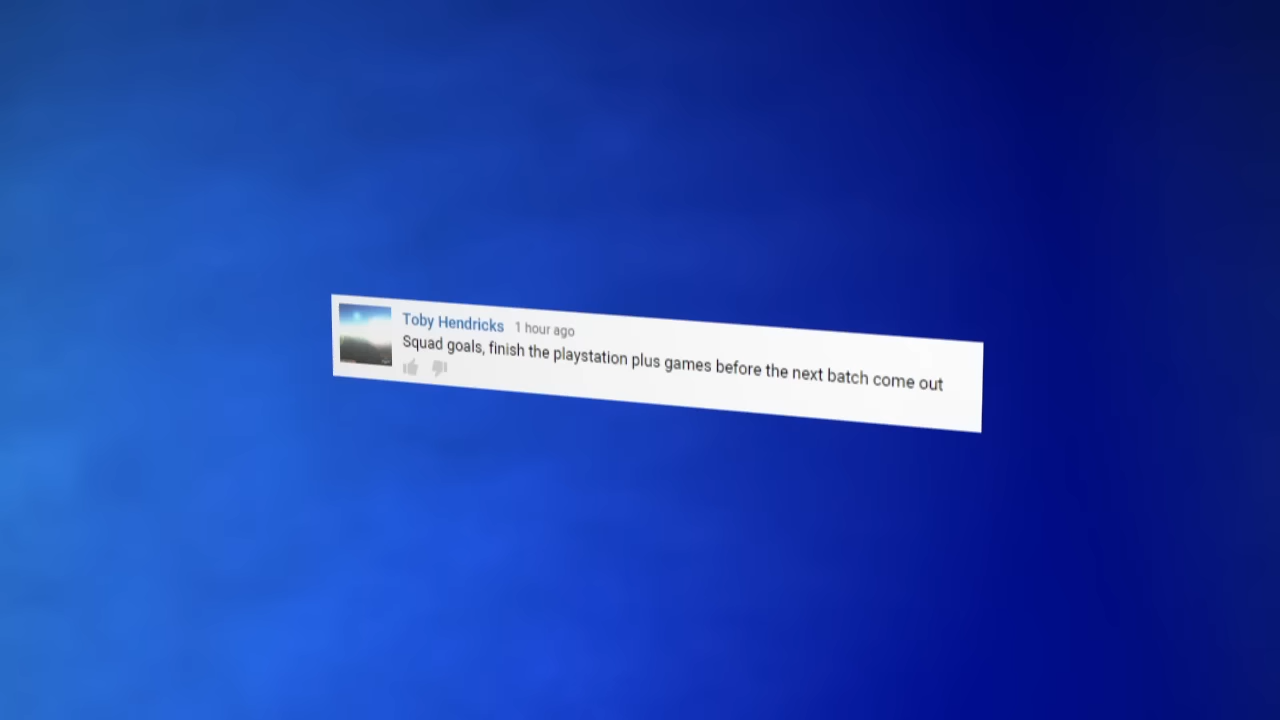 Toby Hendricks 1 hour ago
Squad goals, finish the playstation plus games before the next batch come out